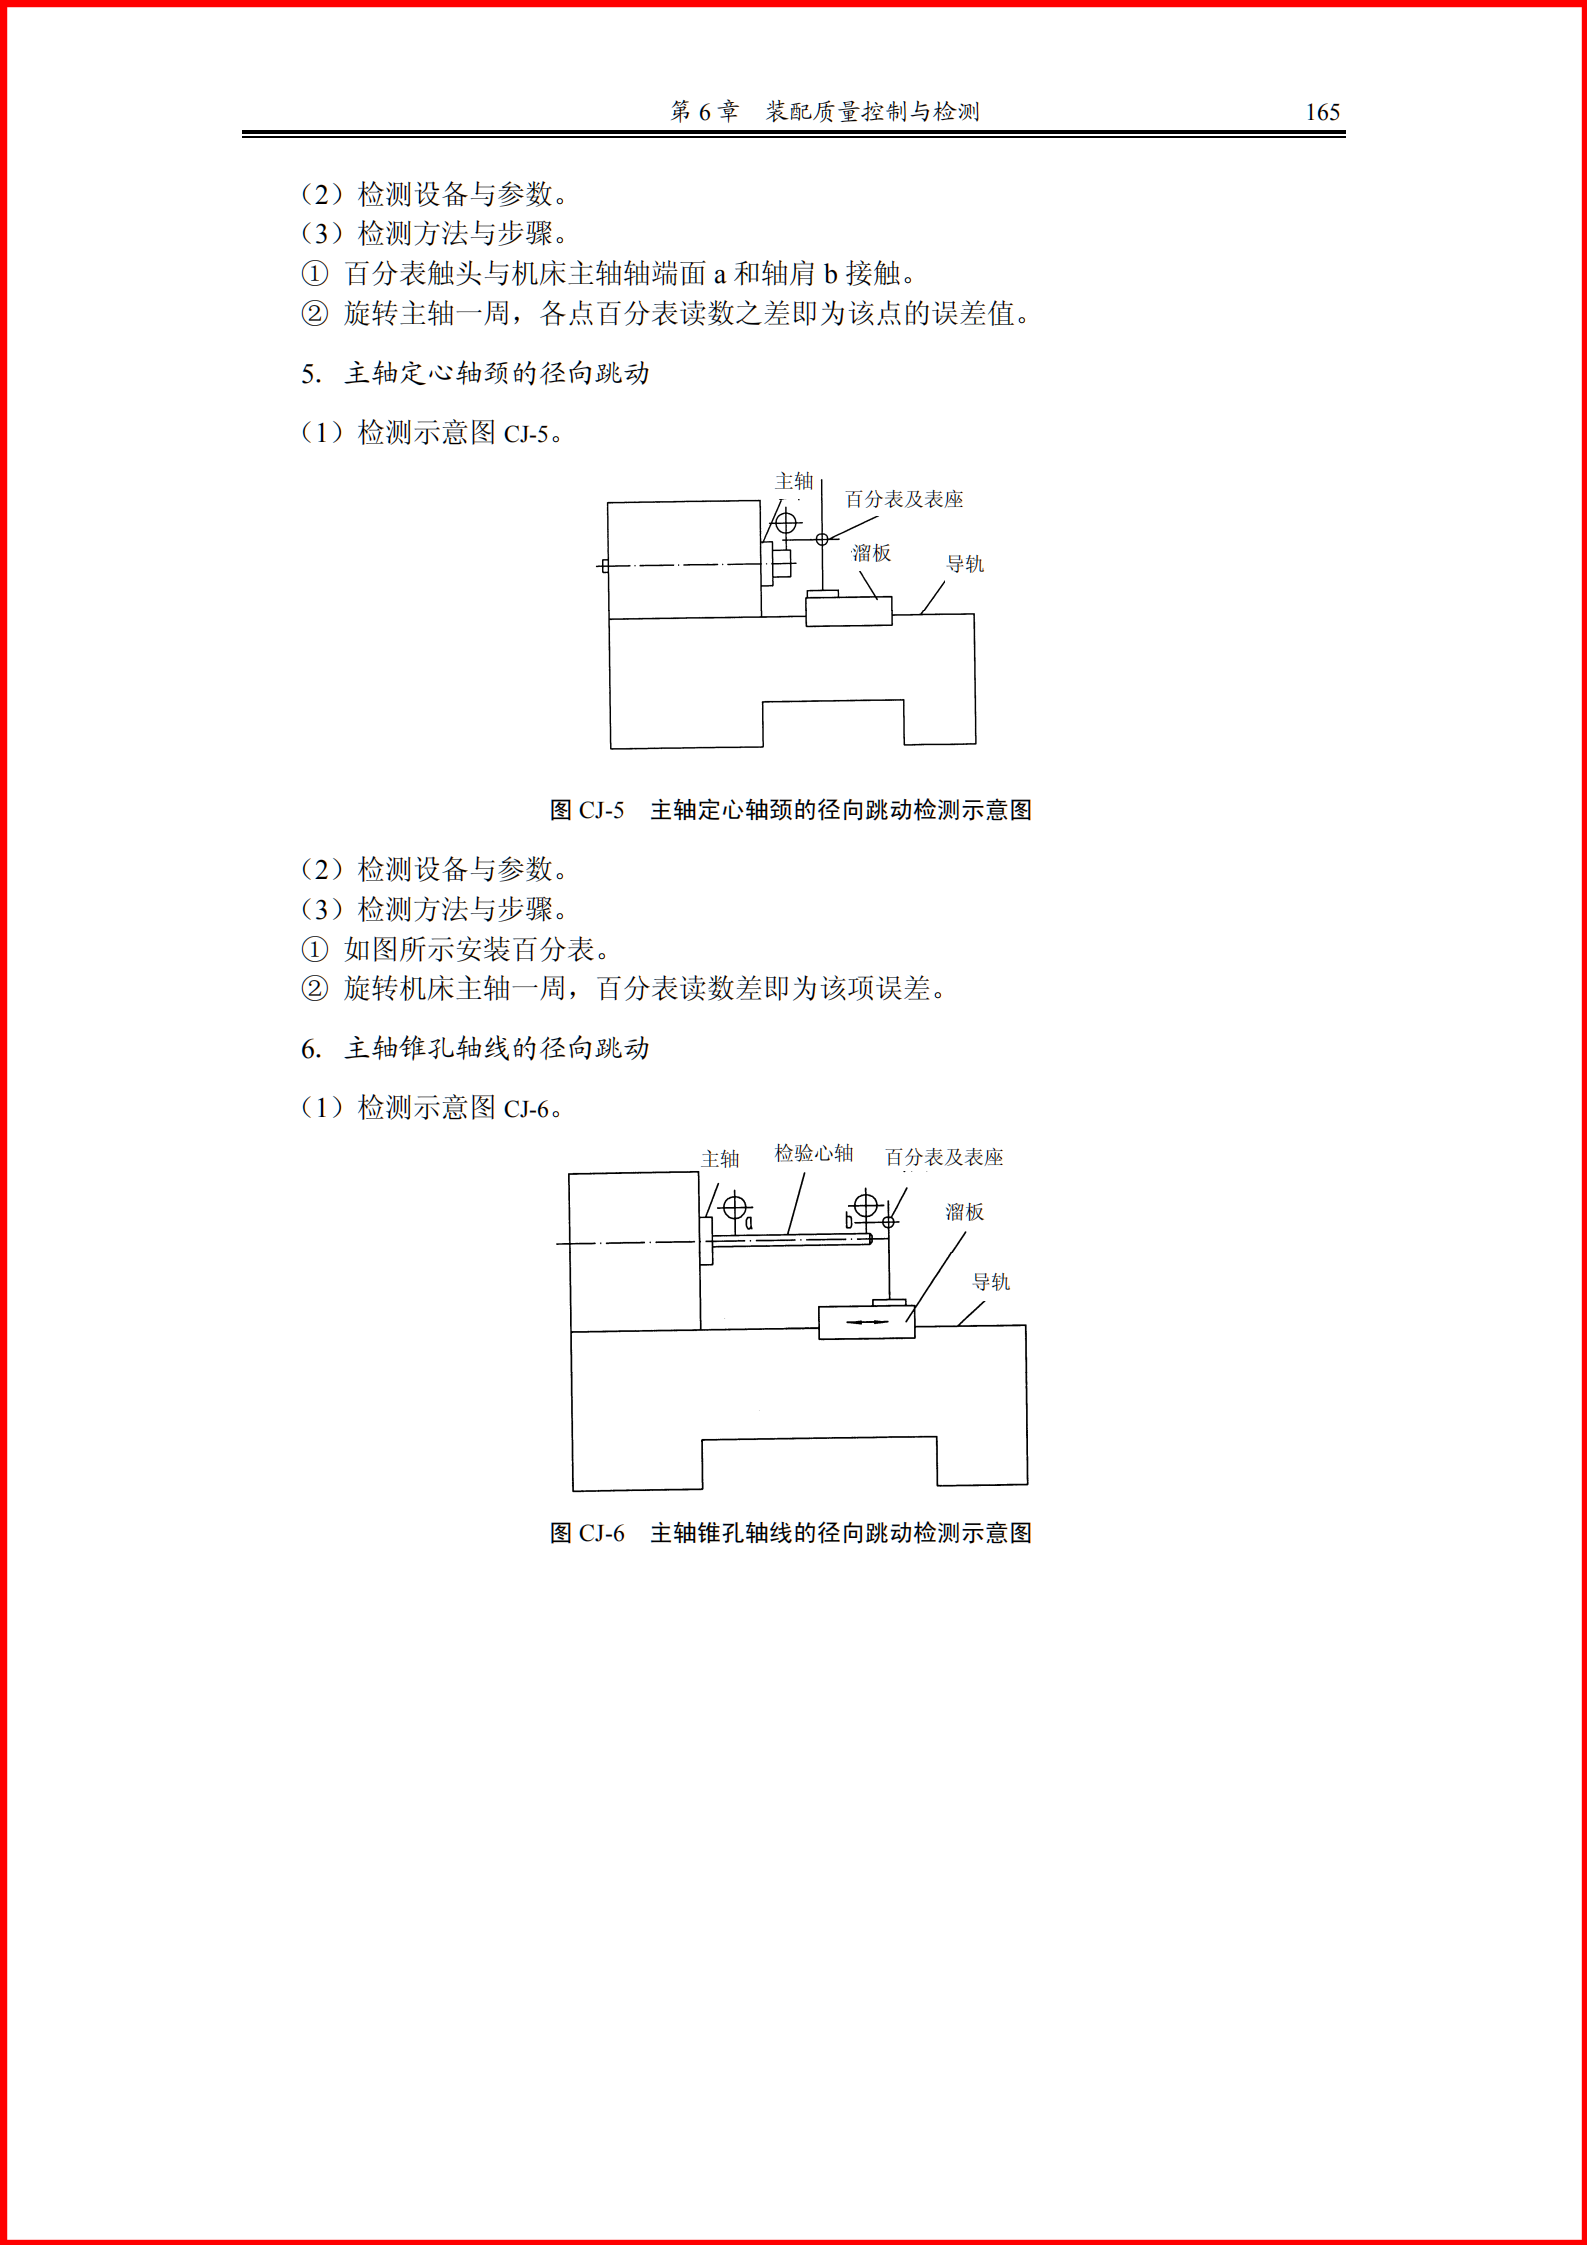 第 6 章 装配质量控制与检测 165
（2）检测设备与参数。
（3）检测方法与步骤。
① 百分表触头与机床主轴轴端面 a 和轴肩 b 接触。
② 旋转主轴一周，各点百分表读数之差即为该点的误差值。
5. 主轴定心轴颈的径向跳动
（1）检测示意图 CJ-5。
主轴
百分表及表座
溜板
导轨
图 CJ-5 主轴定心轴颈的径向跳动检测示意图
（2）检测设备与参数。
（3）检测方法与步骤。
① 如图所示安装百分表。
② 旋转机床主轴一周，百分表读数差即为该项误差。
6. 主轴锥孔轴线的径向跳动
（1）检测示意图 CJ-6。
主轴 检验心轴 百分表及表座
a b
溜板
导轨
图 CJ-6 主轴锥孔轴线的径向跳动检测示意图